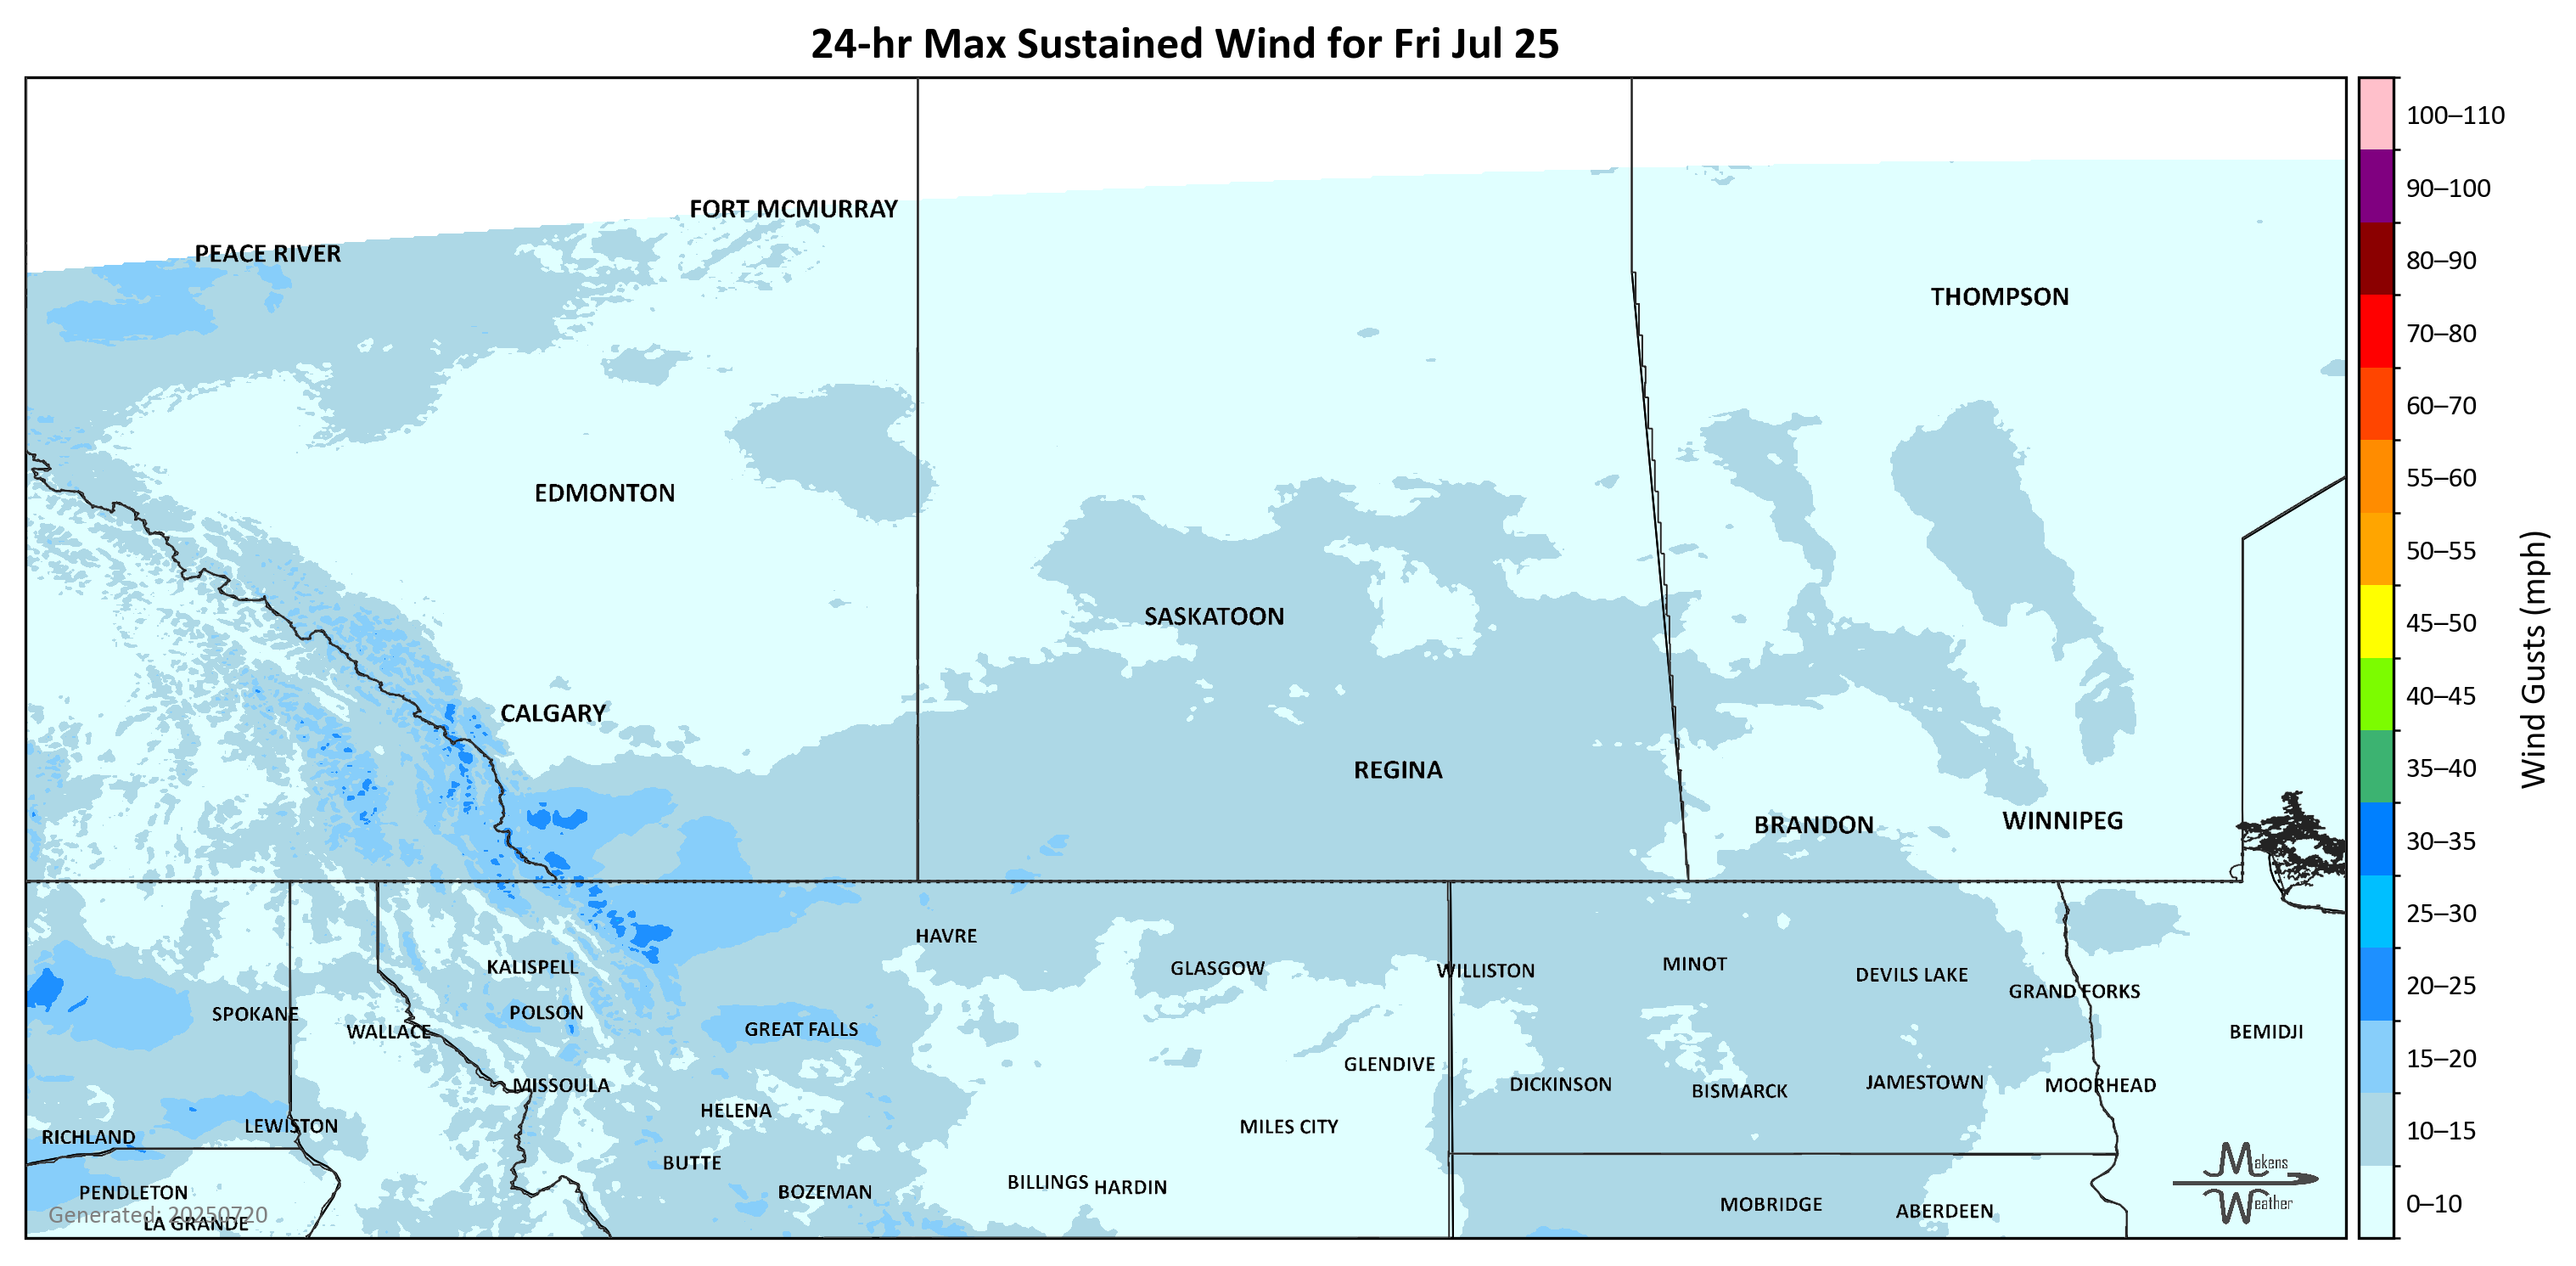 24-hr Max Sustained Wind for Fri Jul 25
100–110
FORT MCMURRAY
90–100
PEACE RIVER
80–90
THOMPSON
70–80
60–70
EDMONTON
55–60
50–55
SASKATOON
45–50
Wind Gusts (mph)
CALGARY
40–45
REGINA
35–40
BRANDON
WINNIPEG
30–35
HAVRE
25–30
KALISPELL
GLASGOW
WILLISTON
MINOT
DEVILS LAKE
GRAND FORKS
20–25
SPOKANE
POLSON
WALLACE
GREAT FALLS
BEMIDJI
15–20
GLENDIVE
MISSOULA
DICKINSON
BISMARCK
JAMESTOWN
MOORHEAD
HELENA
LEWISTON
MILES CITY
10–15
RICHLAND
BUTTE
Makens
Weather
PENDLETON
BOZEMAN
BILLINGS
HARDIN
MOBRIDGE
ABERDEEN
0–10
Generated: 20250720
LA GRANDE